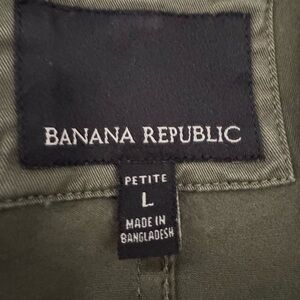 BANANA REPUBLIC
PETITE
L
MADE IN
BANGLADESH